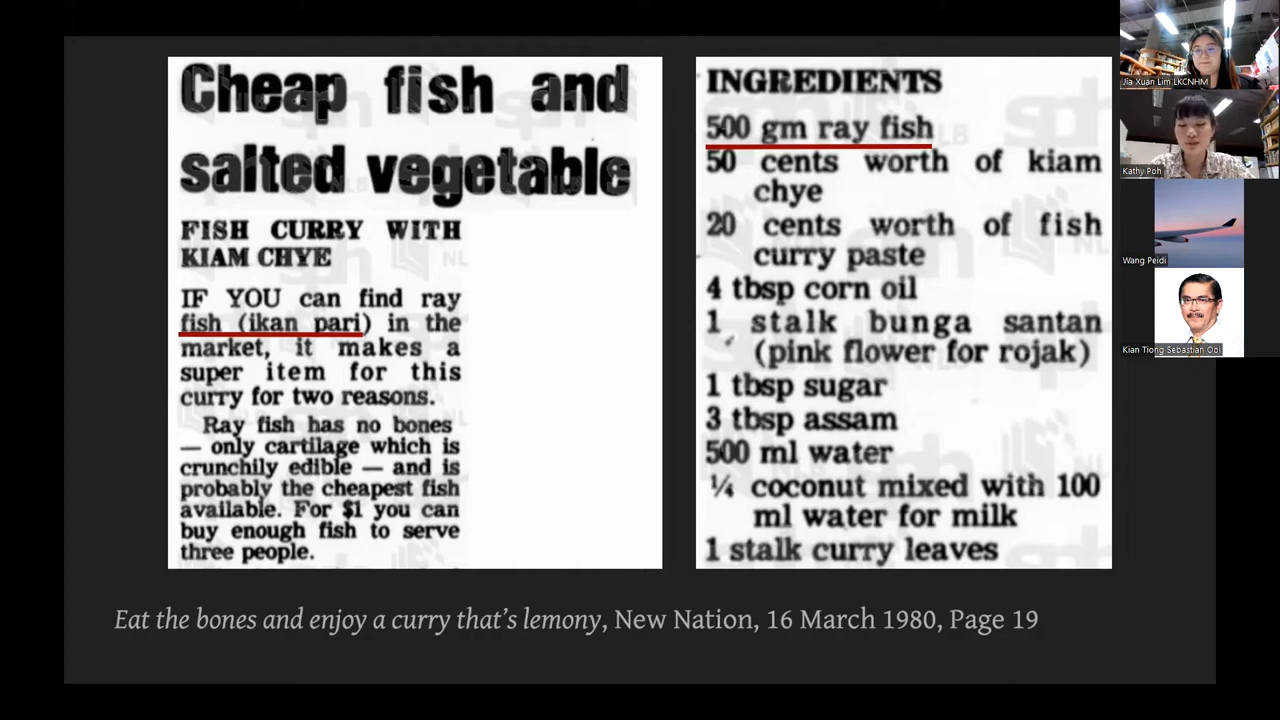 Cheap fish and
salted vegetable
FISH CURRY WITH
KIAM CHYE
IF YOU can find ray
fish (ikan pari) in the
market, it makes a
super item for this
curry for two reasons.
Ray fish has no bones
— only cartilage which is
crunchily edible — and is
probably the cheapest fish
available. For $1 you can
buy enough fish to serve
three people.
INGREDIENTS
500 gm ray fish
50 cents worth of kiam
chye
20 cents worth of fish
curry paste
4 tbsp corn oil
1 stalk bunga santan
(pink flower for rojak)
1 tbsp sugar
3 tbsp assam
500 ml water
¼ coconut mixed with 100
ml water for milk
1 stalk curry leaves
Eat the bones and enjoy a curry that's lemony, New Nation, 16 March 1980, Page 19
Jia Xuan Lim LKCNHM
Kathy Poh
Wang Peidi
Kian Tiong Sebastian Ooi